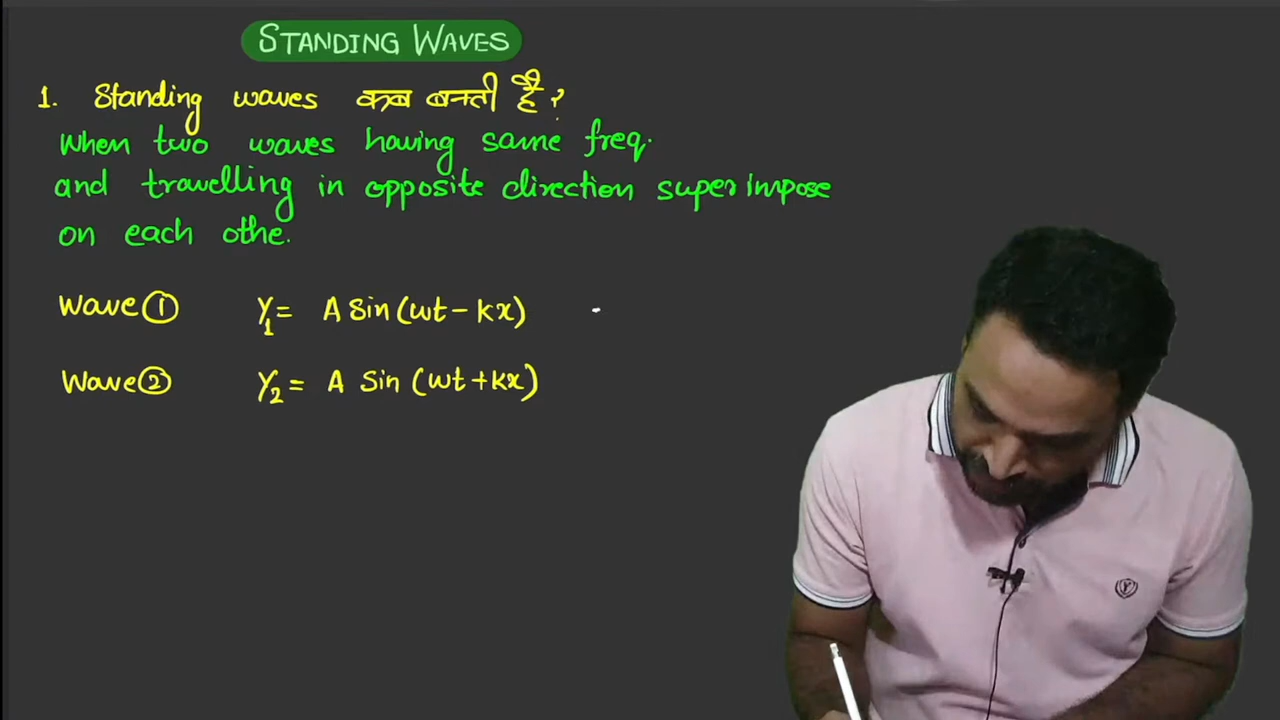 STANDING WAVES
1. Standing waves कब बनती है?
When two waves having same freq.
and travelling in opposite direction superimpose
on each othe.
Wave ① Y₁ = A Sin (ωt - kx)
Wave ② Y₂ = A Sin (ωt + kx)